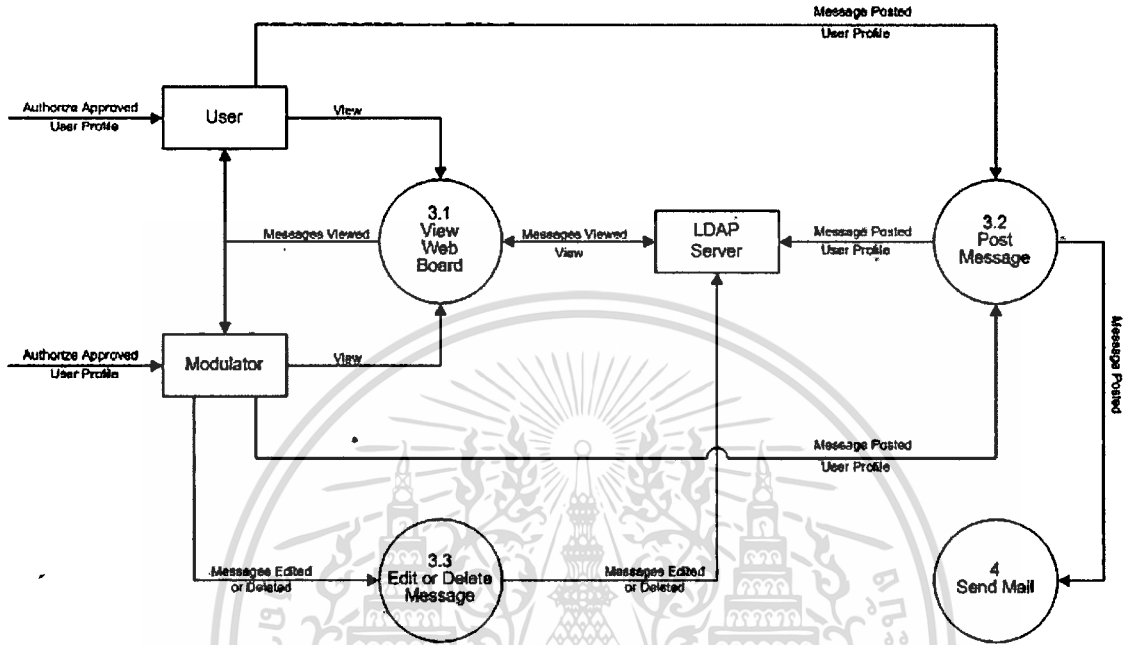 Message Posted
User Profile
Authorize Approved
User Profile
User
View
3.1
View
Web
Board
Messages Viewed
Messages Viewed
View
LDAP
Server
Message Posted
User Profile
3.2
Post
Message
Message Posted
Authorize Approved
User Profile
Modulator
View
Message Posted
User Profile
Messages Edited
or Deleted
3.3
Edit or Delete
Message
Messages Edited
or Deleted
4
Send Mail